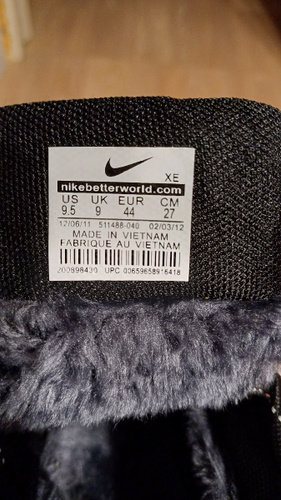 XE
nikebetterworld.com
US UK EUR CM
9.5 9 44 27
12/06/11 511488-040 02/03/12
MADE IN VIETNAM
FABRIQUE AU VIETNAM
200898430 UPC 00659658916418